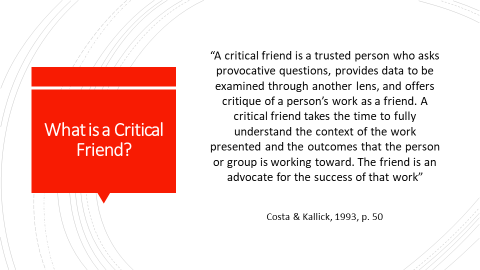 What is a Critical
Friend?
“A critical friend is a trusted person who asks
provocative questions, provides data to be
examined through another lens, and offers
critique of a person’s work as a friend. A
critical friend takes the time to fully
understand the context of the work
presented and the outcomes that the person
or group is working toward. The friend is an
advocate for the success of that work”
Costa & Kallick, 1993, p. 50